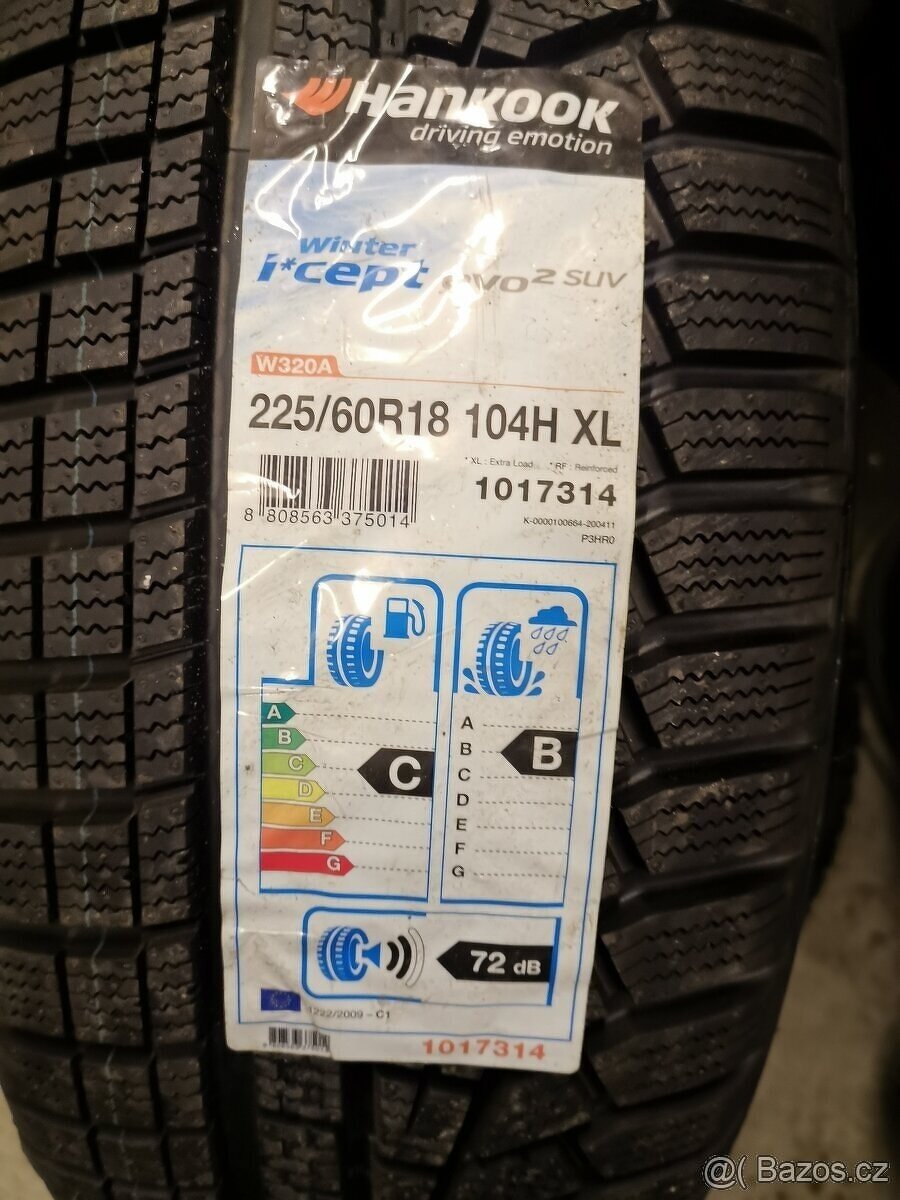 Hankook
driving emotion
Winter
i*cept evo2 SUV
W320A
225/60R18 104H XL
* XL : Extra Load * RF : Reinforced
1017314
8 808563 375014
K-0000100664-200411
P3HR0
A
B
C
D
E
F
G
C
A
B
C
D
E
F
G
B
72 dB
1222/2009 - C1
1017314
@( Bazos.cz